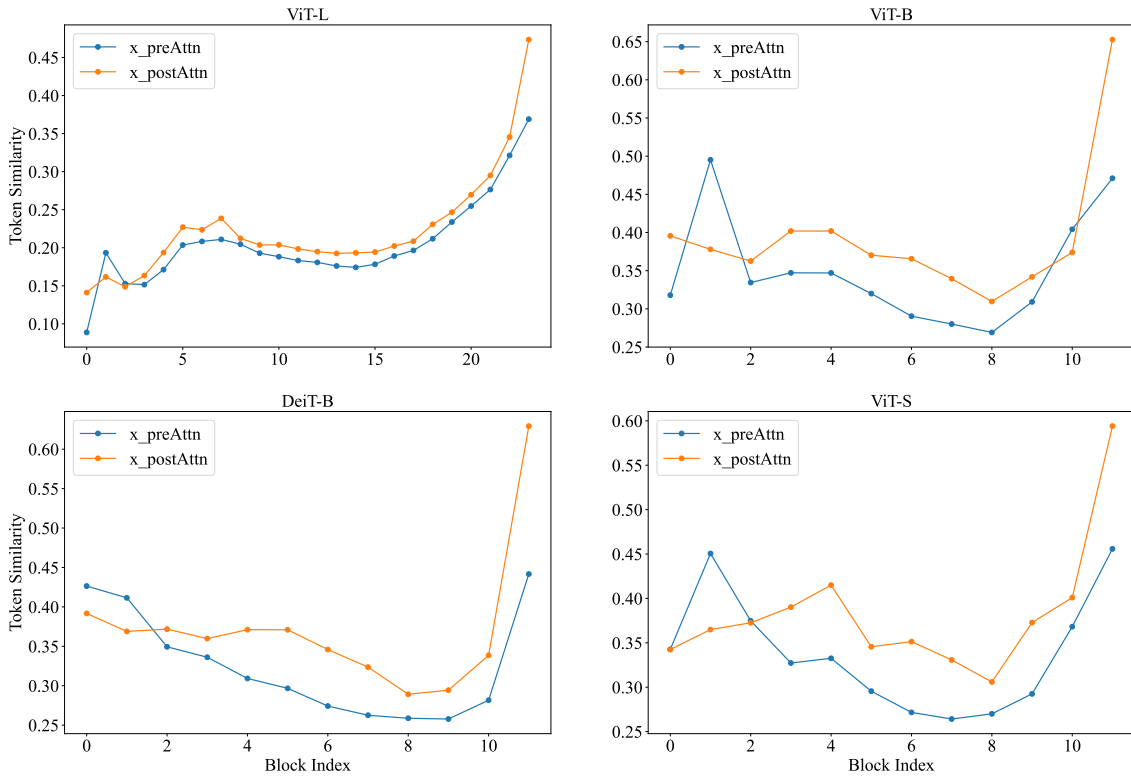 ViT-L
x_preAttn
x_postAttn
0.45
0.40
0.35
0.30
0.25
0.20
0.15
0.10
Token Similarity
0 5 10 15 20
ViT-B
x_preAttn
x_postAttn
0.65
0.60
0.55
0.50
0.45
0.40
0.35
0.30
0.25
0 2 4 6 8 10
DeiT-B
x_preAttn
x_postAttn
0.60
0.55
0.50
0.45
0.40
0.35
0.30
0.25
Token Similarity
0 2 4 6 8 10
Block Index
ViT-S
x_preAttn
x_postAttn
0.60
0.55
0.50
0.45
0.40
0.35
0.30
0.25
0 2 4 6 8 10
Block Index